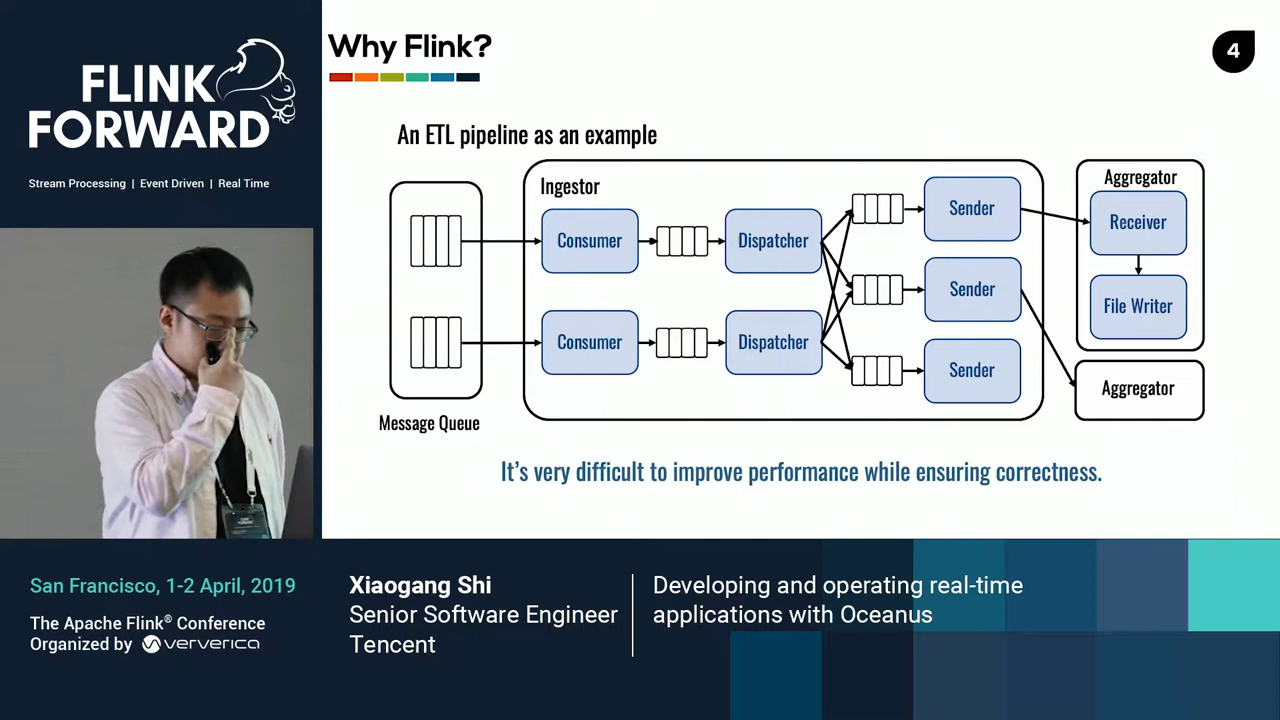 FLINK
FORWARD
Stream Processing | Event Driven | Real Time
Why Flink?
4
An ETL pipeline as an example
Ingestor
Consumer
Dispatcher
Sender
Consumer
Dispatcher
Sender
Sender
Aggregator
Receiver
File Writer
Aggregator
Message Queue
It's very difficult to improve performance while ensuring correctness.
San Francisco, 1-2 April, 2019
The Apache Flink® Conference
Organized by ververica
Xiaogang Shi
Senior Software Engineer
Tencent
Developing and operating real-time
applications with Oceanus